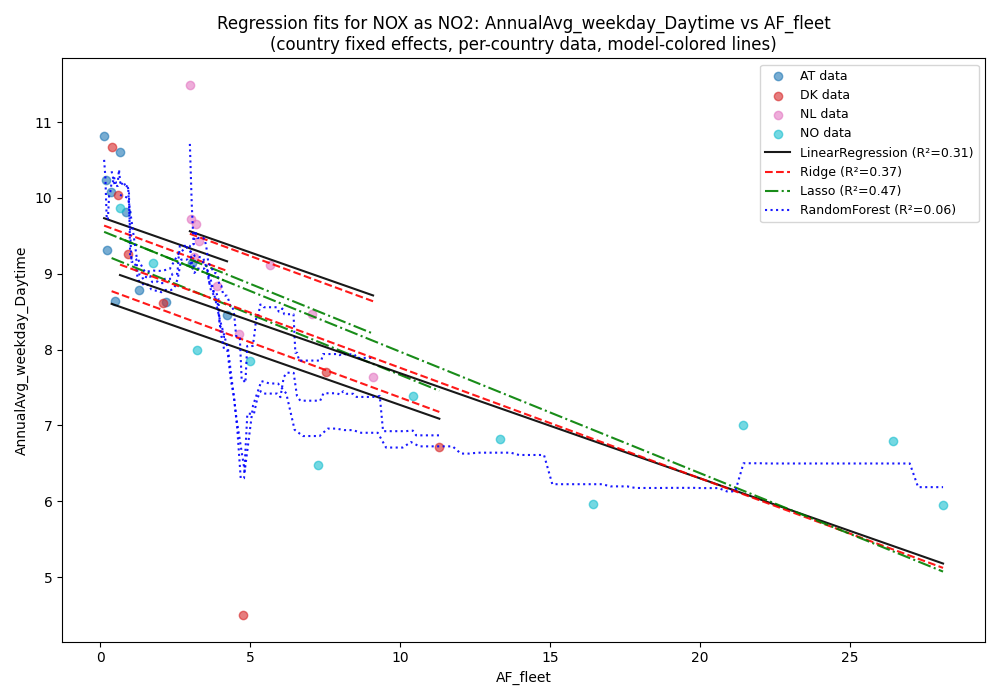 Regression fits for NOX as NO2: AnnualAvg_weekday_Daytime vs AF_fleet
(country fixed effects, per-country data, model-colored lines)
AT data
DK data
NL data
NO data
LinearRegression (R²=0.31)
Ridge (R²=0.37)
Lasso (R²=0.47)
RandomForest (R²=0.06)
AnnualAvg_weekday_Daytime
11
10
9
8
7
6
5
0
5
10
15
20
25
AF_fleet